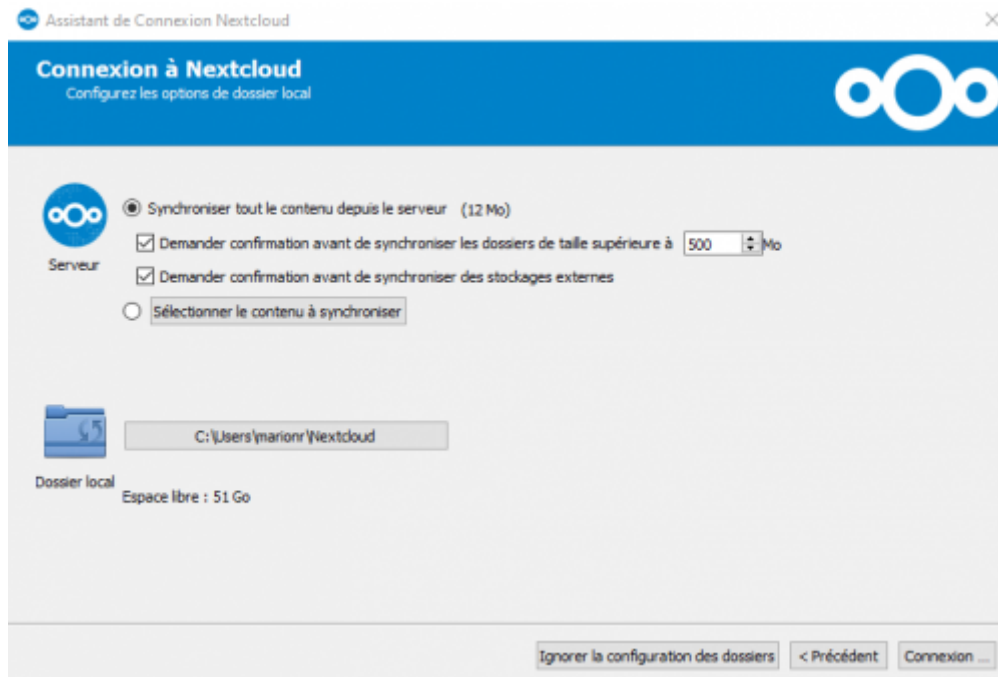 Assistant de Connexion Nextcloud
Connexion à Nextcloud
Configurez les options de dossier local
Synchroniser tout le contenu depuis le serveur (12 Mo)
Demander confirmation avant de synchroniser les dossiers de taille supérieure à 500 Mo
Serveur
Demander confirmation avant de synchroniser des stockages externes
Sélectionner le contenu à synchroniser
C:\Users\marionr\Nextcloud
Dossier local
Espace libre : 51 Go
Ignorer la configuration des dossiers < Précédent Connexion ...